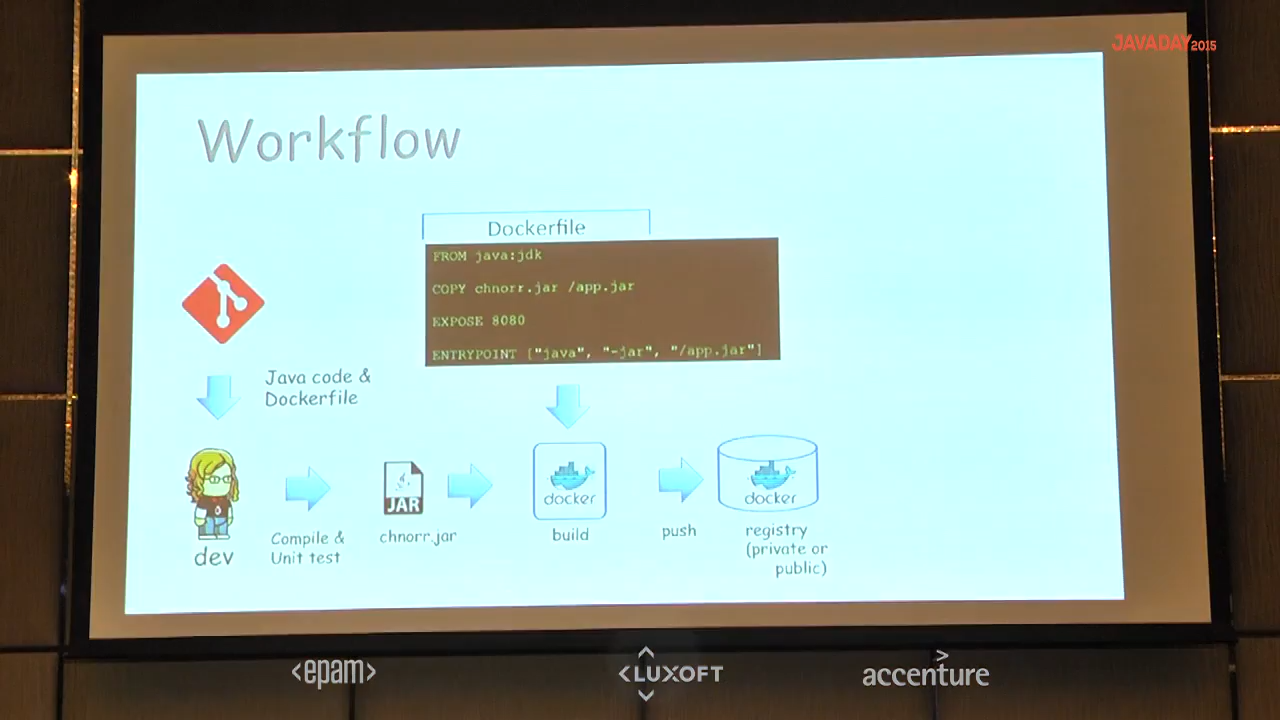 JAVADAY2015
Workflow
Dockerfile
FROM java:jdk
COPY chnorr.jar /app.jar
EXPOSE 8080
ENTRYPOINT ["java", "-jar", "/app.jar"]
Java code &
Dockerfile
JAR
docker
docker
dev
Compile &
Unit test
chnorr.jar
build
push
registry
(private or
public)
<epam>
<LUXOFT
accenture